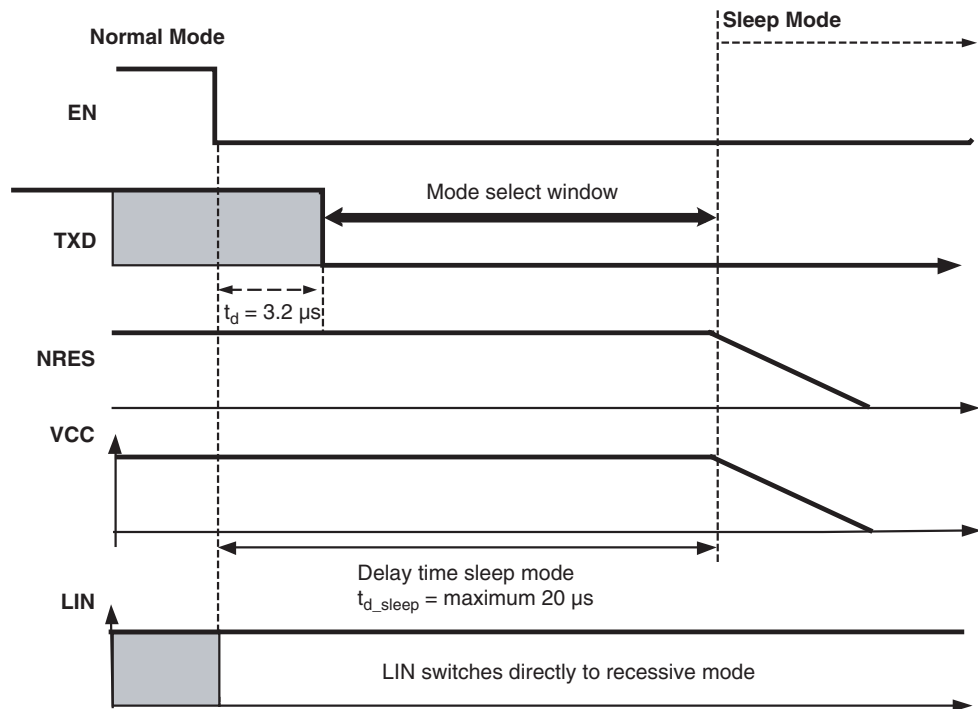 Sleep Mode
Normal Mode
EN
Mode select window
TXD
t_d = 3.2 µs
NRES
VCC
Delay time sleep mode
t_d_sleep = maximum 20 µs
LIN
LIN switches directly to recessive mode